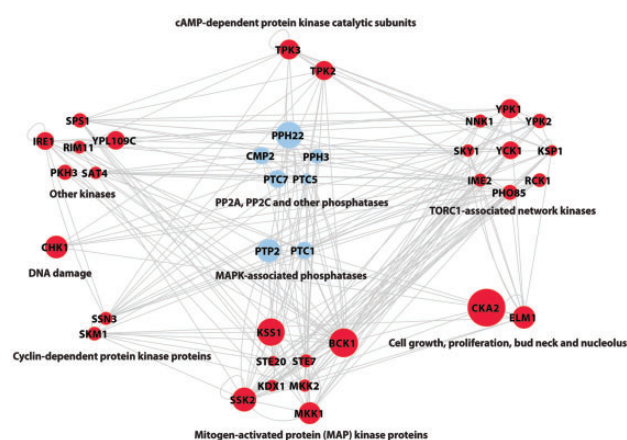 cAMP-dependent protein kinase catalytic subunits
TPK3
TPK2
SPS1
IRE1
RIM11
YPL109C
PKH3
SAT4
Other kinases
PPH22
CMP2
PPH3
PTC7
PTC5
PP2A, PP2C and other phosphatases
YPK1
NNK1
YPK2
SKY1
YCK1
KSP1
IME2
RCK1
PHO85
TORC1-associated network kinases
CHK1
DNA damage
PTP2
PTC1
MAPK-associated phosphatases
SSN3
SKM1
Cyclin-dependent protein kinase proteins
CKA2
ELM1
Cell growth, proliferation, bud neck and nucleolus
KSS1
BCK1
STE20
STE7
KDX1
MKK2
SSK2
MKK1
Mitogen-activated protein (MAP) kinase proteins